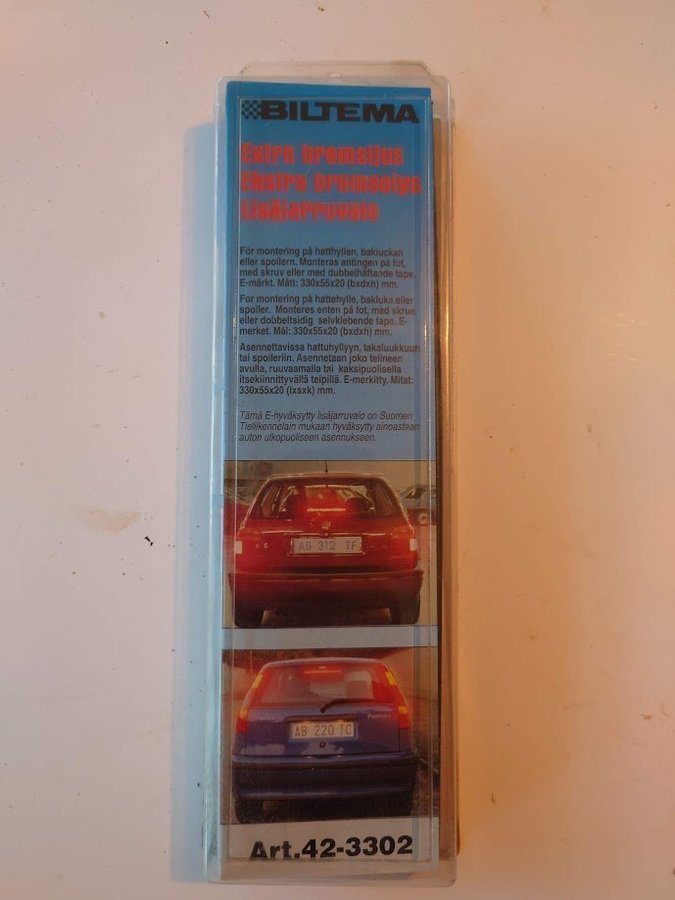 BILTEMA
Extra bromsljus
Ekstra bremselys
Lisäjarruvalo
För montering på hatthyllan, bakluckan
eller spoilern. Monteras antingen på fot,
med skruv eller med dubbelhäftande tape.
E-märkt. Mått: 330x55x20 (bxdxh) mm.
For montering på hattehylle, bakluke eller
spoiler. Monteres enten på fot, med skrue
eller dobbeltsidig selvklebende tape. E-
merket. Mål: 330x55x20 (bxdxh) mm.
Asennettavissa hattuhyllyyn, takaluukkuun
tai spoileriin. Asennetaan joko telineen
avulla, ruuvaamalla tai kaksipuolisella
itsekiinnittyvällä teipillä. E-merkitty. Mitat:
330x55x20 (lxsxk) mm.
Tämä E-hyväksytty lisäjarruvalo on Suomen
Tieliikennelain mukaan hyväksytty ainoastaan
auton ulkopuoliseen asennukseen.
AB 312 TF
AB 220 TC
Art.42-3302